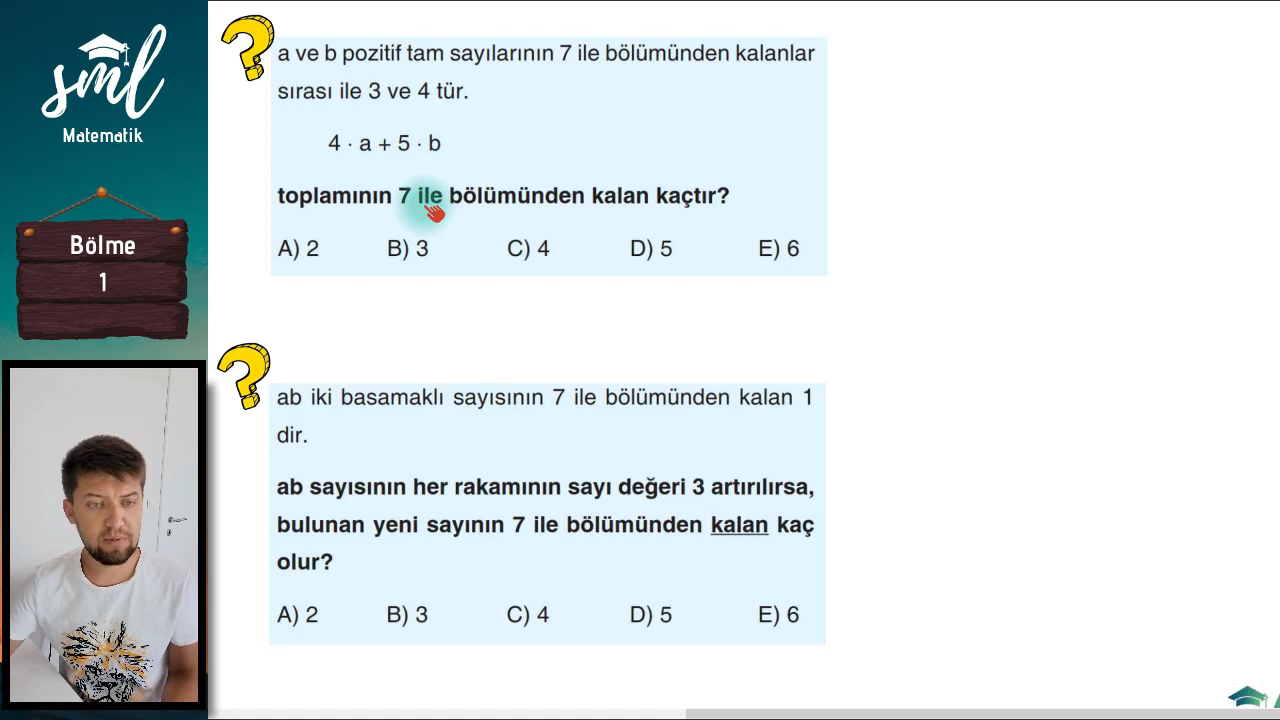 sml
Matematik
Bölme
1
a ve b pozitif tam sayılarının 7 ile bölümünden kalanlar
sırası ile 3 ve 4 tür.
4 · a + 5 · b
toplamının 7 ile bölümünden kalan kaçtır?
A) 2 B) 3 C) 4 D) 5 E) 6
ab iki basamaklı sayısının 7 ile bölümünden kalan 1
dir.
ab sayısının her rakamının sayı değeri 3 artırılırsa,
bulunan yeni sayının 7 ile bölümünden kalan kaç
olur?
A) 2 B) 3 C) 4 D) 5 E) 6